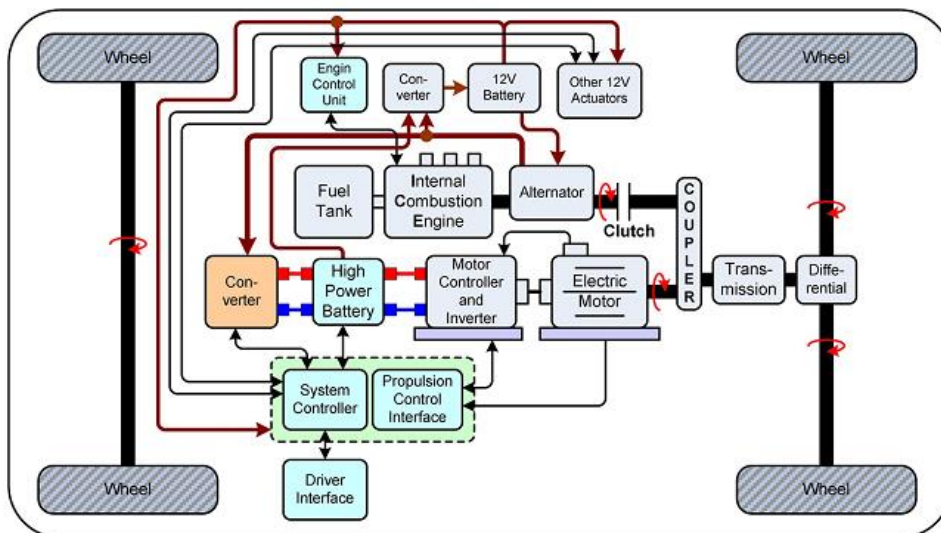 Wheel
Wheel
Engin
Control
Unit
Con-
verter
12V
Battery
Other 12V
Actuators
Fuel
Tank
Internal
Combustion
Engine
Alternator
Clutch
COUPLER
Con-
verter
High
Power
Battery
Motor
Controller
and
Inverter
Electric
Motor
Trans-
mission
Diffe-
rential
System
Controller
Propulsion
Control
Interface
Driver
Interface
Wheel
Wheel